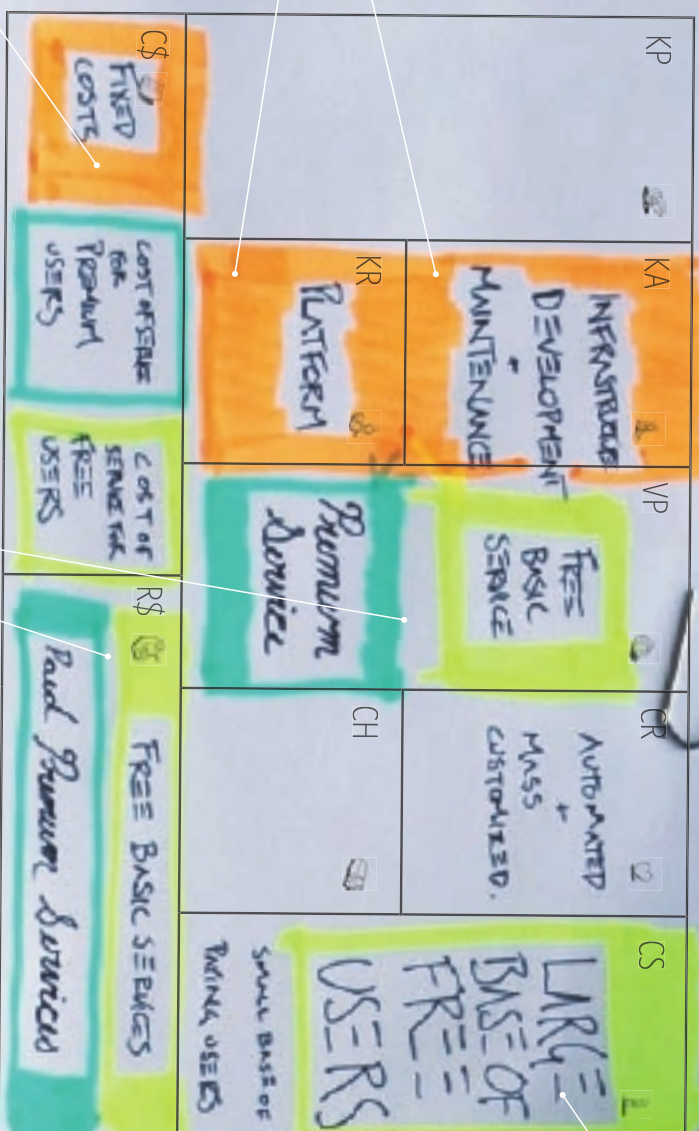 KP
KA
INFRASTRUCTURE
DEVELOPMENT
+
MAINTENANCE
KR
PLATFORM
VP
FREE
BASIC
SERVICE
Premium
Service
CR
AUTOMATED
+
MASS
CUSTOMIZED.
CH
CS
LARGE
BASE OF
FREE
USERS
SMALL BASE OF
PAYING USERS
C$
FIXED
COSTS
COST OF SERVICE
FOR
PREMIUM
USERS
COST OF
SERVICE FOR
FREE
USERS
R$
FREE BASIC SERVICES
Paid Premium Services